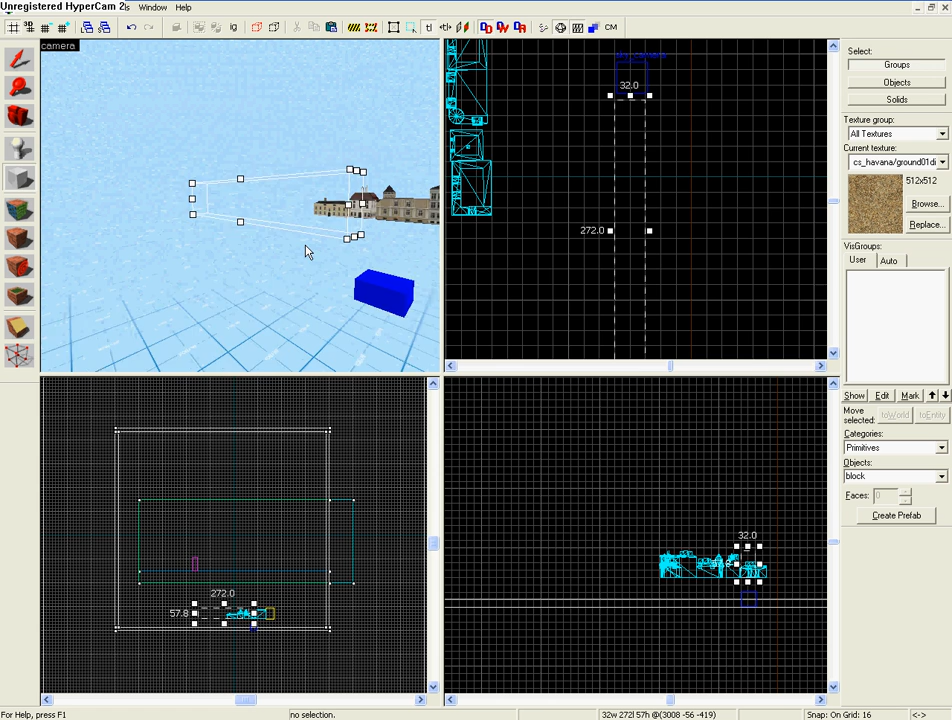 Unregistered HyperCam 2is Window Help
camera
32.0
272.0
272.0
57.8
32.0
Select:
Groups
Objects
Solids
Texture group:
All Textures
Current texture:
cs_havana/ground01di
512x512
Browse...
Replace...
VisGroups:
User Auto
Show Edit Mark
Move selected:
toWorld toEntity
Categories:
Primitives
Objects:
block
Faces: 0
Create Prefab
For Help, press F1 no selection. 32w 272l 57h @(3008 -56 -419) Snap: On Grid: 16 <->